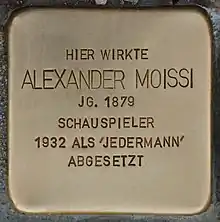 HIER WIRKTE
ALEXANDER MOISSI
JG. 1879
SCHAUSPIELER
1932 ALS 'JEDERMANN'
ABGESETZT